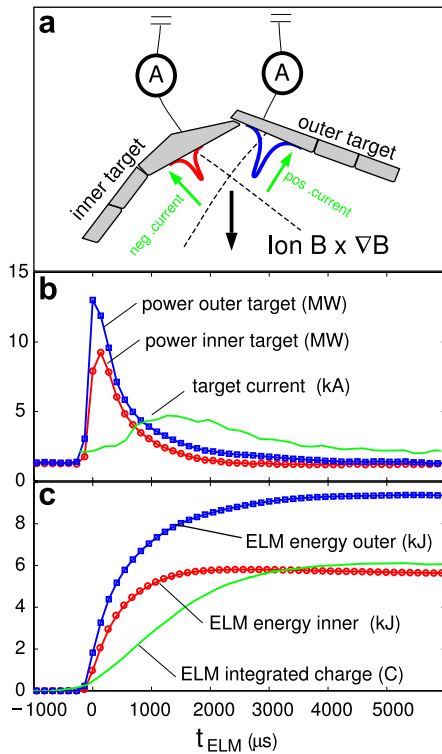 a
A
A
inner target
outer target
neg .current
pos .current
Ion B x ∇B
15
b
power outer target (MW)
10
power inner target (MW)
target current (kA)
5
0
c
8
ELM energy outer (kJ)
6
4
ELM energy inner (kJ)
2
ELM integrated charge (C)
0
-1000 0 1000 2000 3000 4000 5000
t ELM (μs)